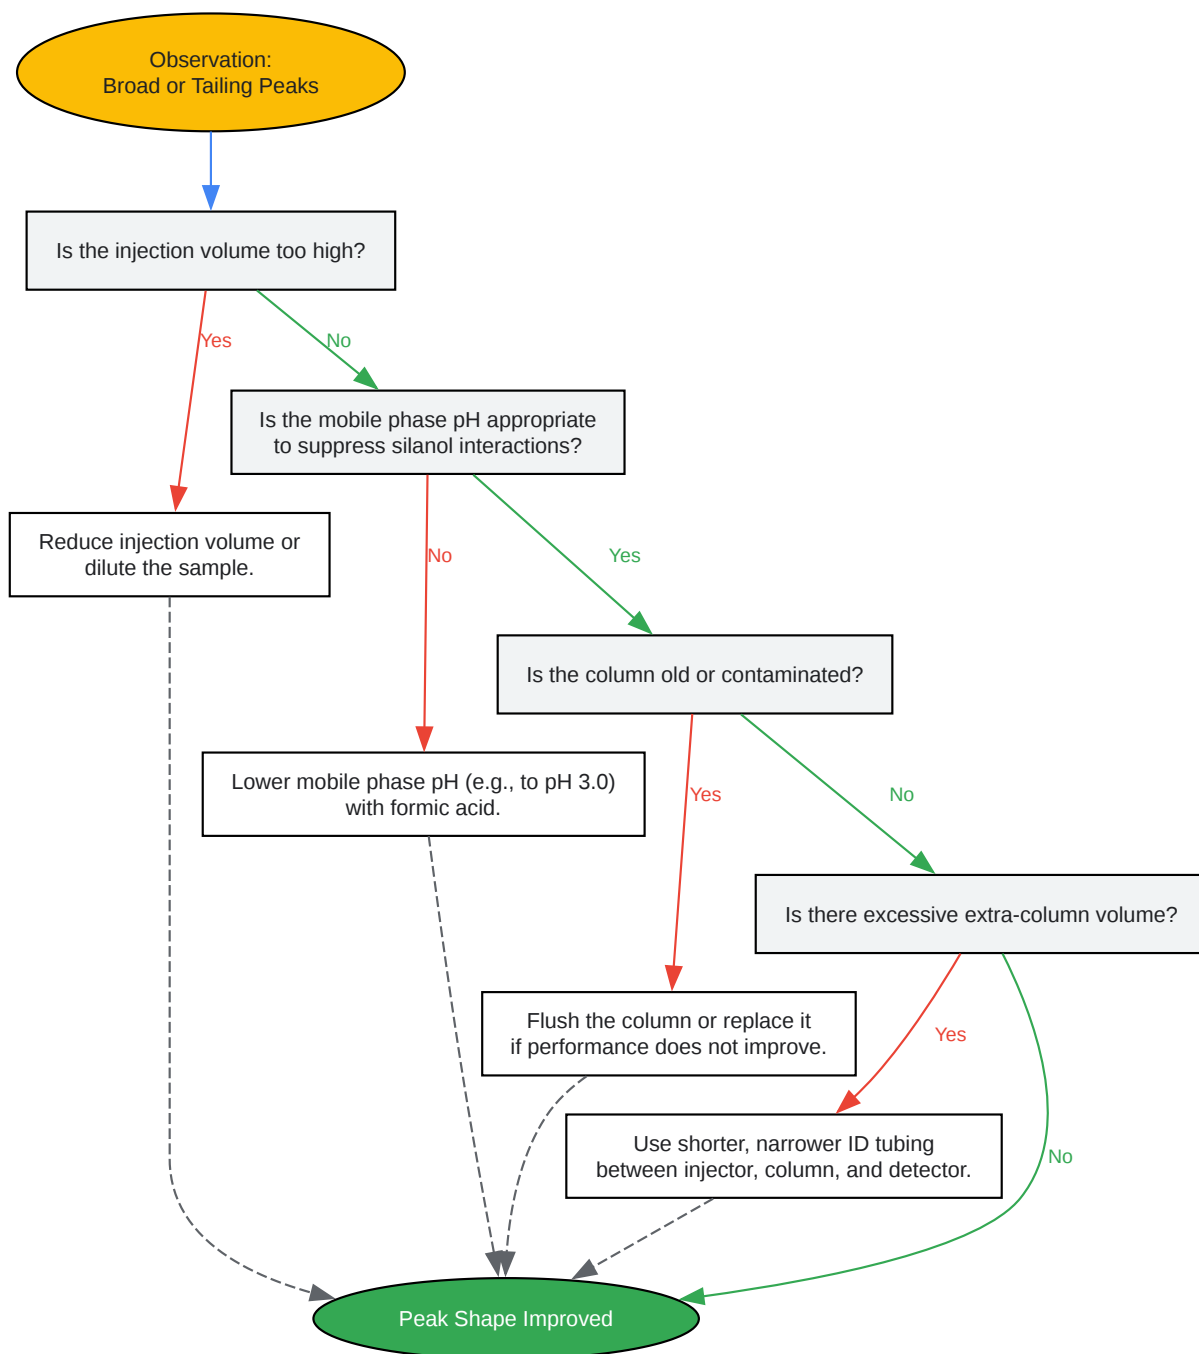 Observation:
Broad or Tailing Peaks
Is the injection volume too high?
Yes
No
Is the mobile phase pH appropriate
to suppress silanol interactions?
Reduce injection volume or
dilute the sample.
No
Yes
Is the column old or contaminated?
Lower mobile phase pH (e.g., to pH 3.0)
with formic acid.
Yes
No
Is there excessive extra-column volume?
Flush the column or replace it
if performance does not improve.
Yes
Use shorter, narrower ID tubing
between injector, column, and detector.
No
Peak Shape Improved